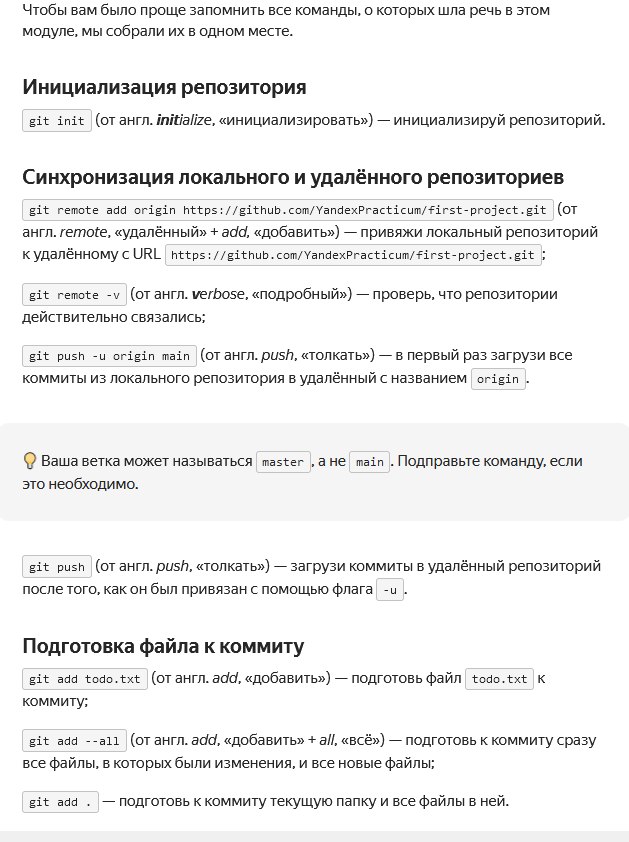 Чтобы вам было проще запомнить все команды, о которых шла речь в этом
модуле, мы собрали их в одном месте.
Инициализация репозитория
git init (от англ. initialize, «инициализировать») — инициализируй репозиторий.
Синхронизация локального и удалённого репозиториев
git remote add origin https://github.com/YandexPracticum/first-project.git (от
англ. remote, «удалённый» + add, «добавить») — привяжи локальный репозиторий
к удалённому с URL https://github.com/YandexPracticum/first-project.git;
git remote -v (от англ. verbose, «подробный») — проверь, что репозитории
действительно связались;
git push -u origin main (от англ. push, «толкать») — в первый раз загрузи все
коммиты из локального репозитория в удалённый с названием origin.
Ваша ветка может называться master, а не main. Подправьте команду, если
это необходимо.
git push (от англ. push, «толкать») — загрузи коммиты в удалённый репозиторий
после того, как он был привязан с помощью флага -u.
Подготовка файла к коммиту
git add todo.txt (от англ. add, «добавить») — подготовь файл todo.txt к
коммиту;
git add --all (от англ. add, «добавить» + all, «всё») — подготовь к коммиту сразу
все файлы, в которых были изменения, и все новые файлы;
git add . — подготовь к коммиту текущую папку и все файлы в ней.